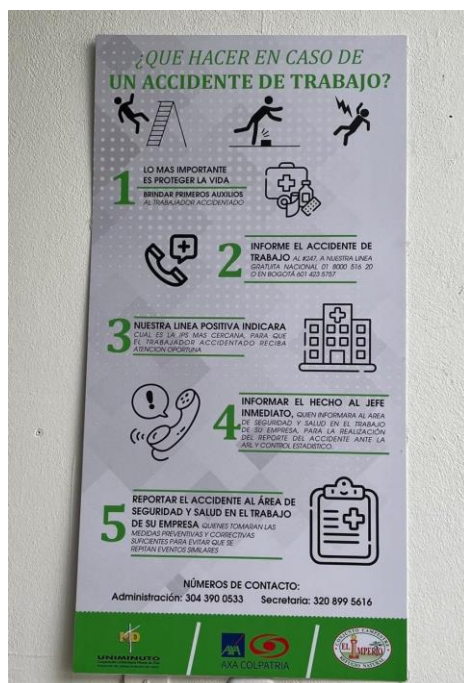 ¿QUE HACER EN CASO DE
UN ACCIDENTE DE TRABAJO?
1
LO MAS IMPORTANTE
ES PROTEGER LA VIDA
BRINDAR PRIMEROS AUXILIOS
AL TRABAJADOR ACCIDENTADO
2
INFORME EL ACCIDENTE DE
TRABAJO AL #247, A NUESTRA LINEA
GRATUITA NACIONAL 01 8000 516 20
O EN BOGOTÁ 601 423 5757
3
NUESTRA LINEA POSITIVA INDICARA
CUAL ES LA IPS MAS CERCANA, PARA QUE
EL TRABAJADOR ACCIDENTADO RECIBA
ATENCION OPORTUNA
4
INFORMAR EL HECHO AL JEFE
INMEDIATO, QUIEN INFORMARA AL AREA
DE SEGURIDAD Y SALUD EN EL TRABAJO
DE SU EMPRESA, PARA LA REALIZACIÓN
DEL REPORTE DEL ACCIDENTE ANTE LA
ARL Y CONTROL ESTADISTICO.
5
REPORTAR EL ACCIDENTE AL ÁREA DE
SEGURIDAD Y SALUD EN EL TRABAJO
DE SU EMPRESA QUIENES TOMARAN LAS
MEDIDAS PREVENTIVAS Y CORRECTIVAS
SUFICIENTES PARA EVITAR QUE SE
REPITAN EVENTOS SIMILARES
NÚMEROS DE CONTACTO:
Administración: 304 390 0533 Secretaria: 320 899 5616
UNIMINUTO
AXA COLPATRIA
CONJUNTO CAMPESTRE
EL IMPERIO
REFUGIO NATURAL